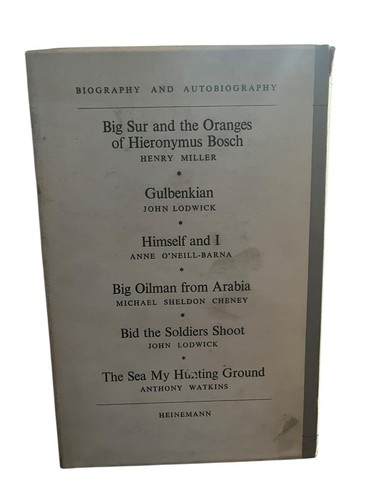 BIOGRAPHY AND AUTOBIOGRAPHY
Big Sur and the Oranges
of Hieronymus Bosch
HENRY MILLER
*
Gulbenkian
JOHN LODWICK
*
Himself and I
ANNE O'NEILL-BARNA
*
Big Oilman from Arabia
MICHAEL SHELDON CHENEY
*
Bid the Soldiers Shoot
JOHN LODWICK
*
The Sea My Hunting Ground
ANTHONY WATKINS
HEINEMANN